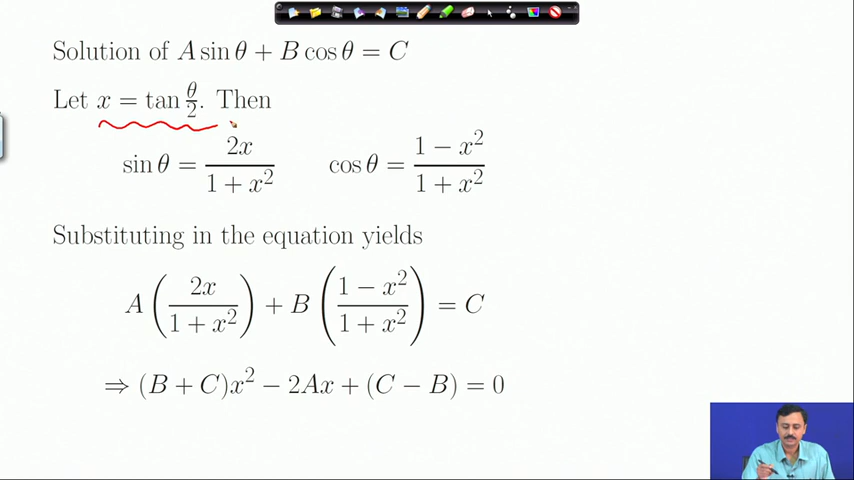 Solution of A sin θ + B cos θ = C
Let x = tan θ/2. Then
sin θ = 2x/(1 + x²)    cos θ = (1 − x²)/(1 + x²)
Substituting in the equation yields
A (2x/(1 + x²)) + B ((1 − x²)/(1 + x²)) = C
⇒ (B + C)x² − 2Ax + (C − B) = 0